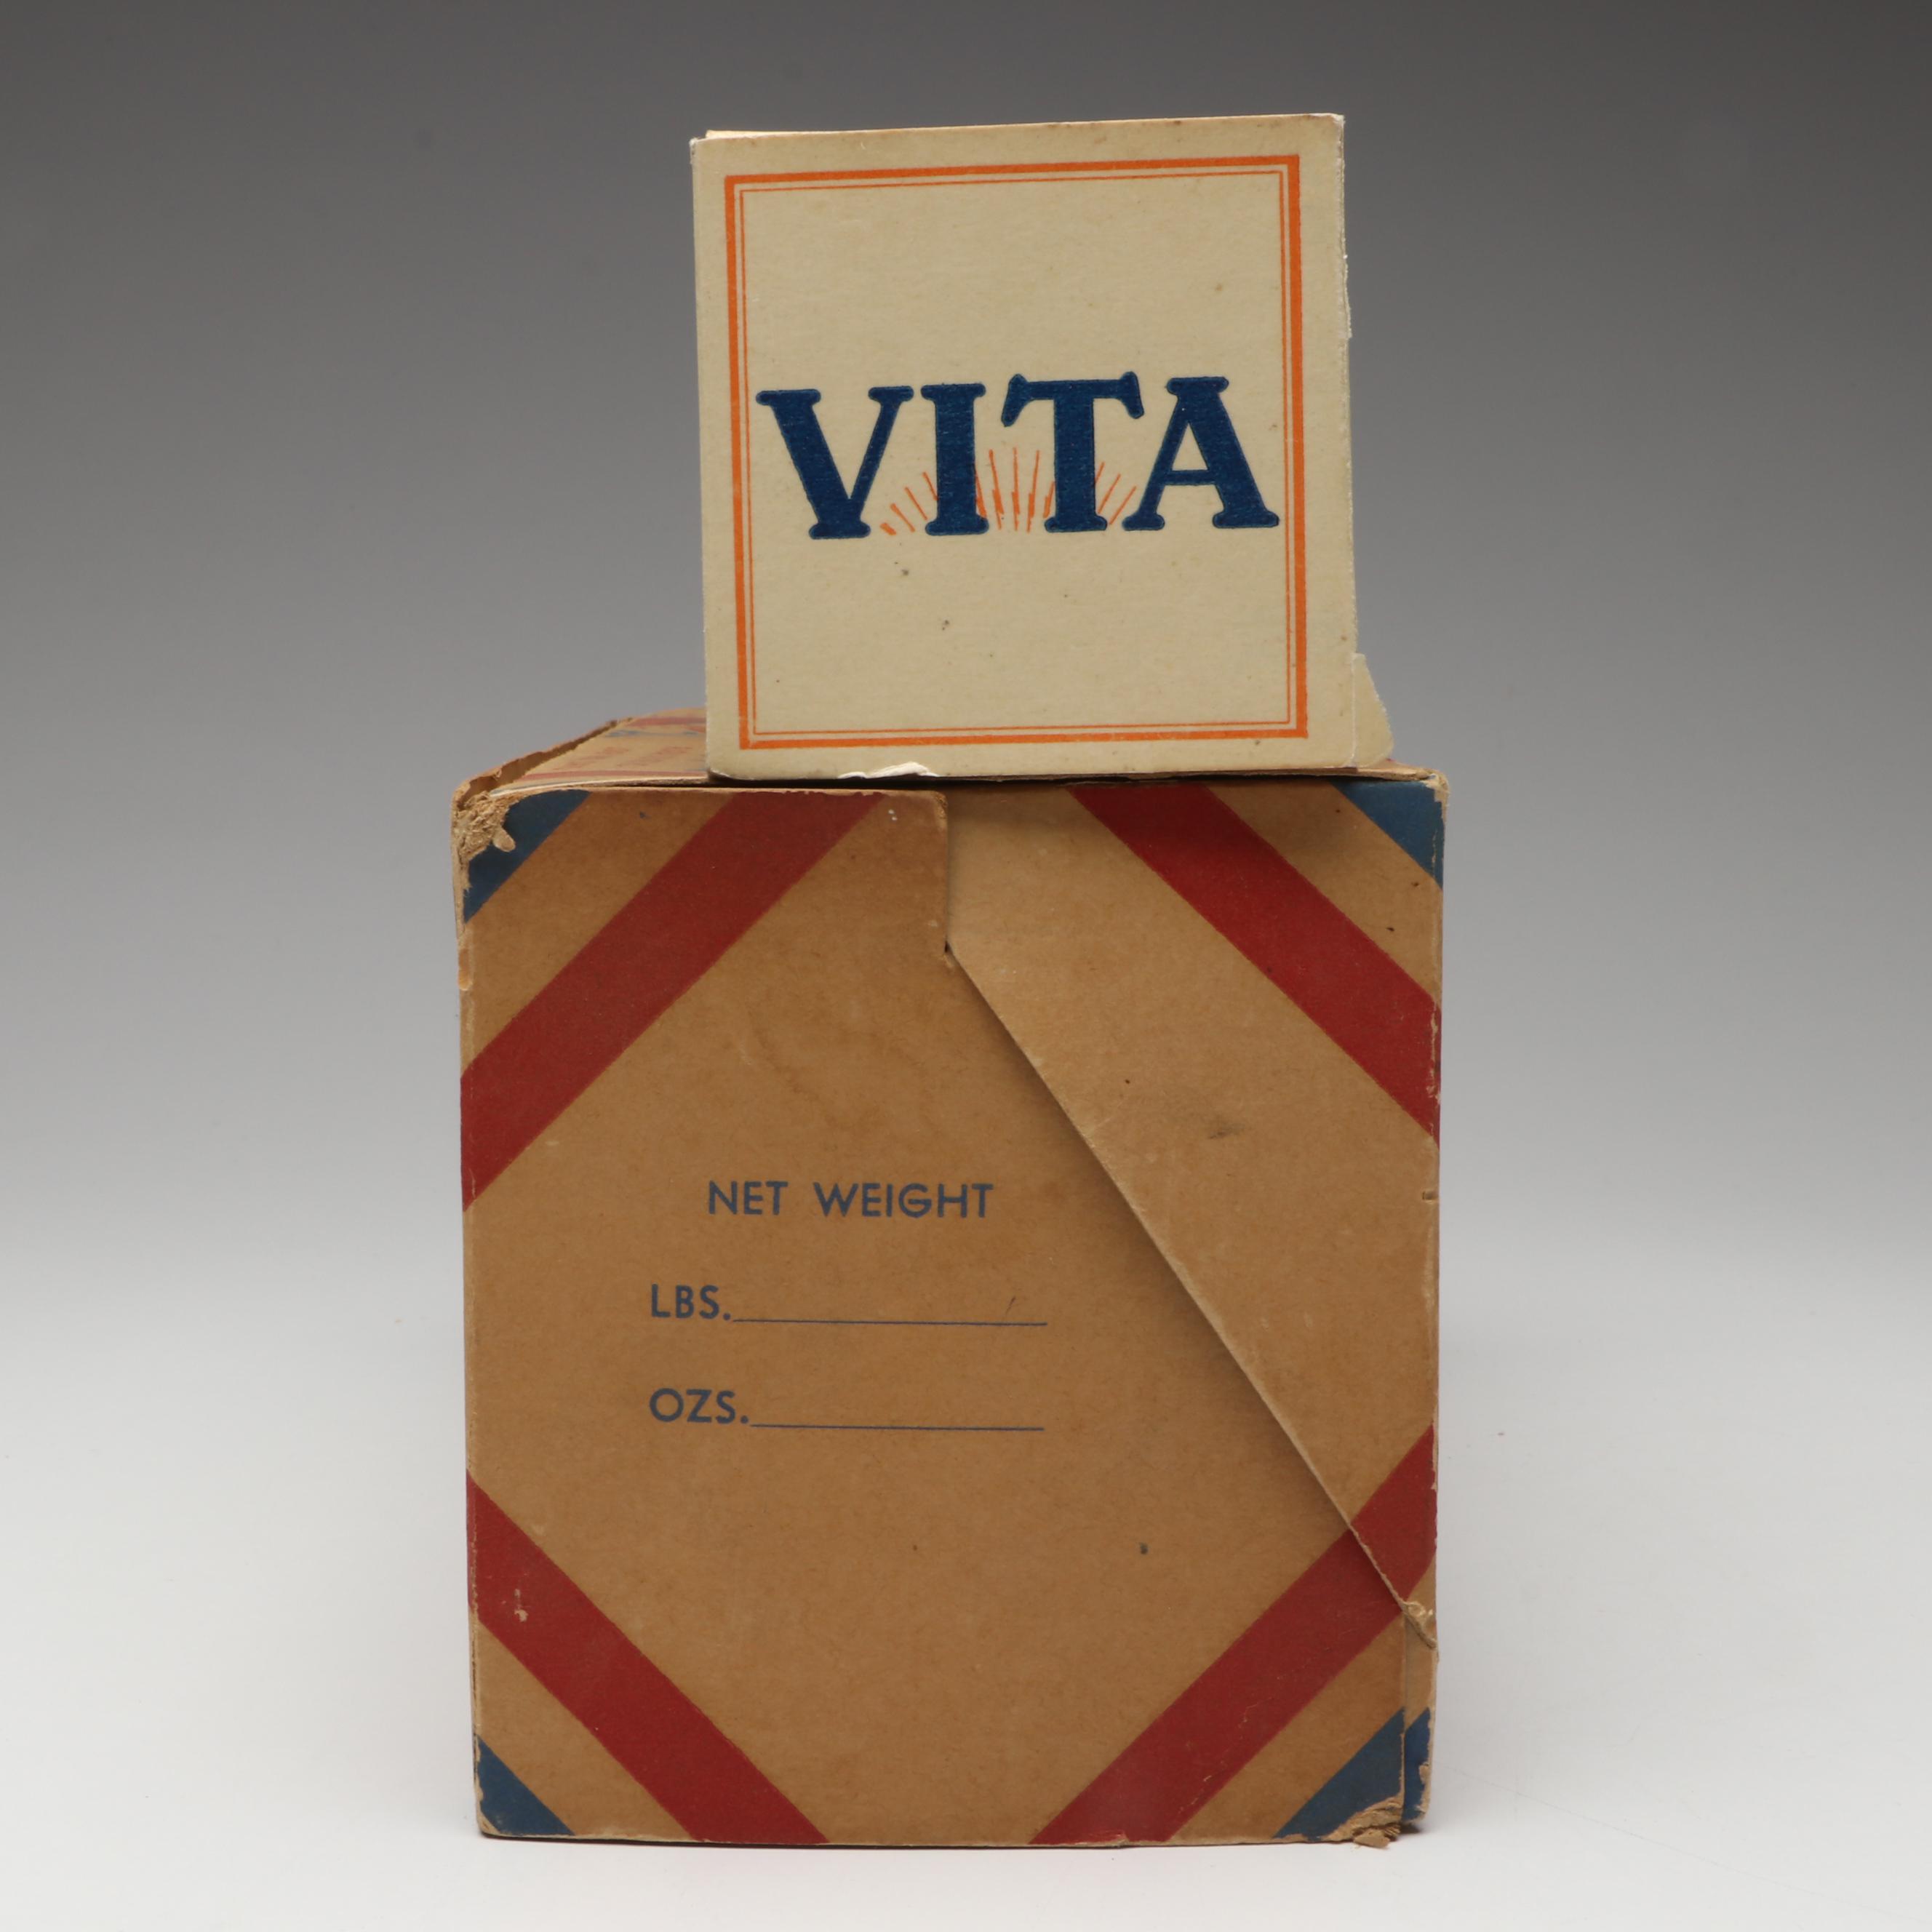 VITA
NET WEIGHT
LBS.
OZS.